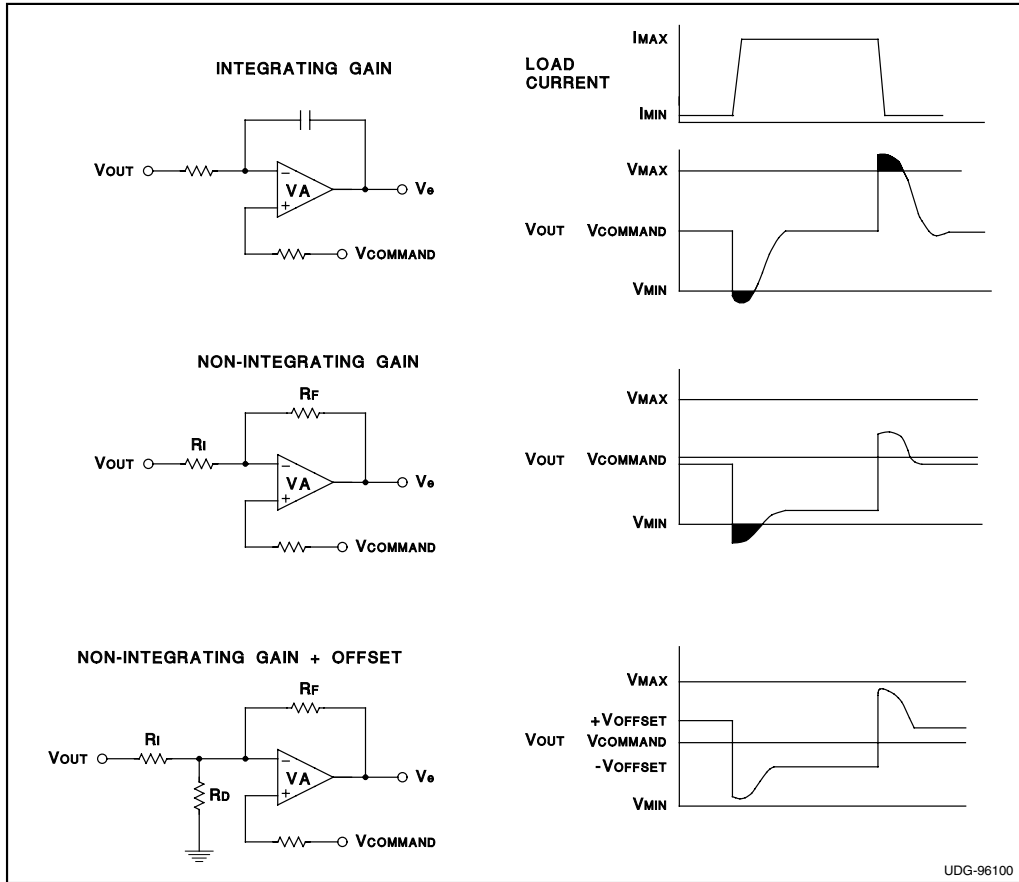 INTEGRATING GAIN
VOUT
VA
−
+
Ve
VCOMMAND
LOAD
CURRENT
IMAX
IMIN
VMAX
VOUT VCOMMAND
VMIN
NON-INTEGRATING GAIN
RF
RI
VOUT
−
VA
+
Ve
VCOMMAND
VMAX
VOUT VCOMMAND
VMIN
NON-INTEGRATING GAIN + OFFSET
RF
RI
VOUT
−
VA
+
RD
Ve
VCOMMAND
VMAX
+VOFFSET
VOUT VCOMMAND
-VOFFSET
VMIN
UDG-96100